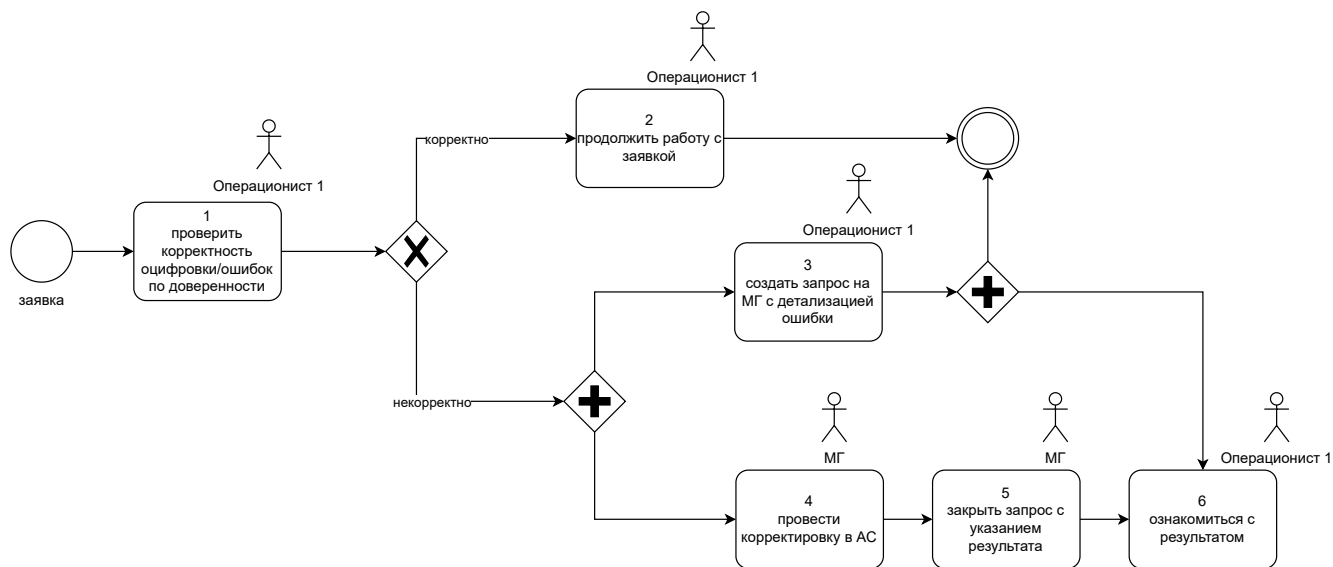 Операционист 1
2
продолжить работу с
заявкой
корректно
Операционист 1
1
проверить
корректность
оцифровки/ошибок
по доверенности
заявка
Операционист 1
3
создать запрос на
МГ с детализацией
ошибки
некорректно
МГ
4
провести
корректировку в АС
МГ
5
закрыть запрос с
указанием
результата
Операционист 1
6
ознакомиться с
результатом